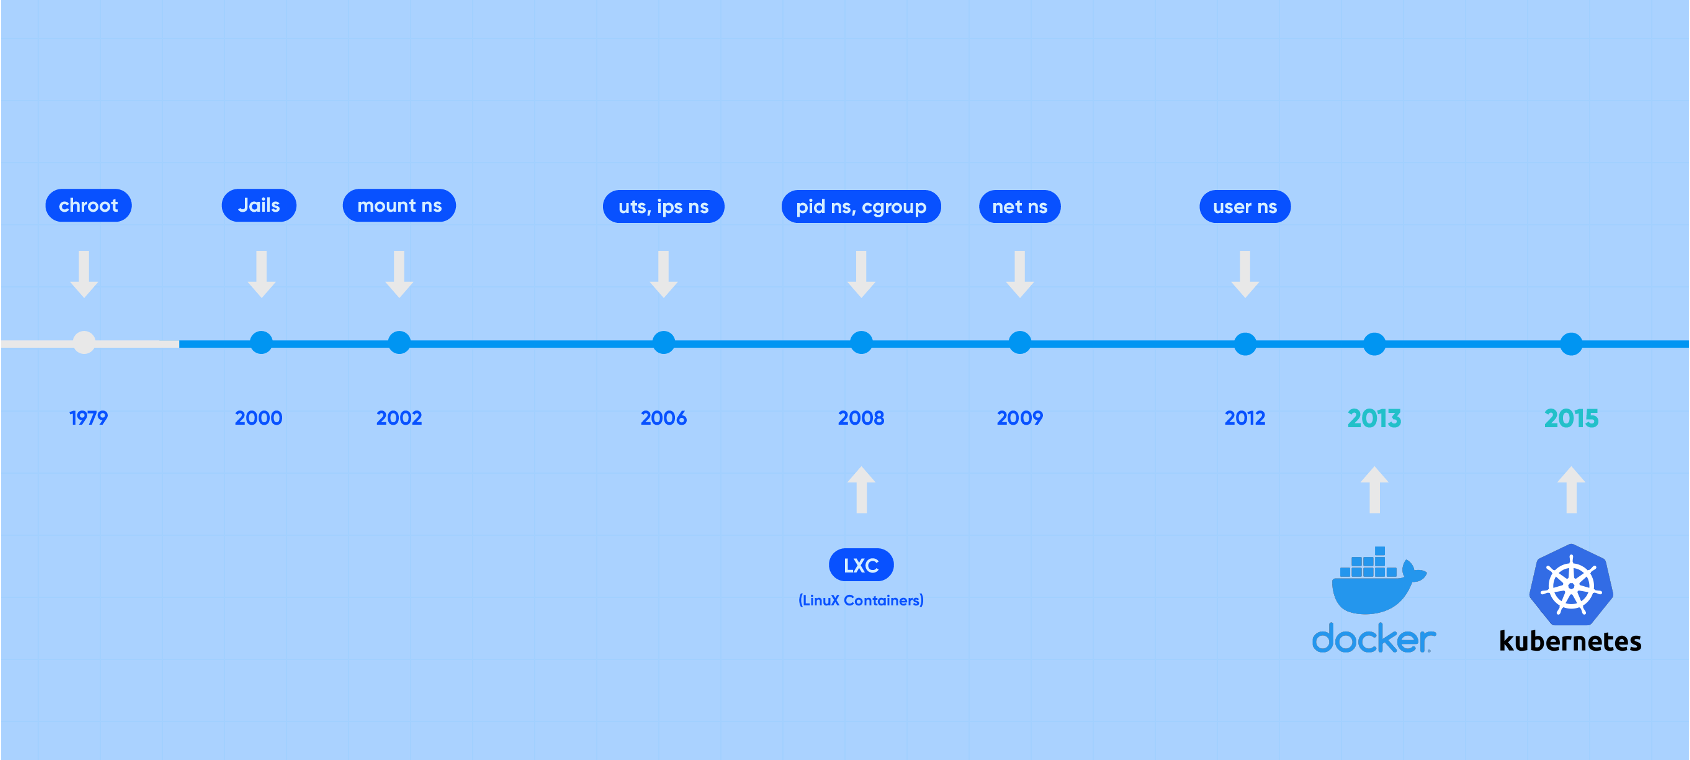 chroot
Jails
mount ns
uts, ips ns
pid ns, cgroup
net ns
user ns
1979
2000
2002
2006
2008
2009
2012
2013
2015
LXC
(LinuX Containers)
docker
kubernetes